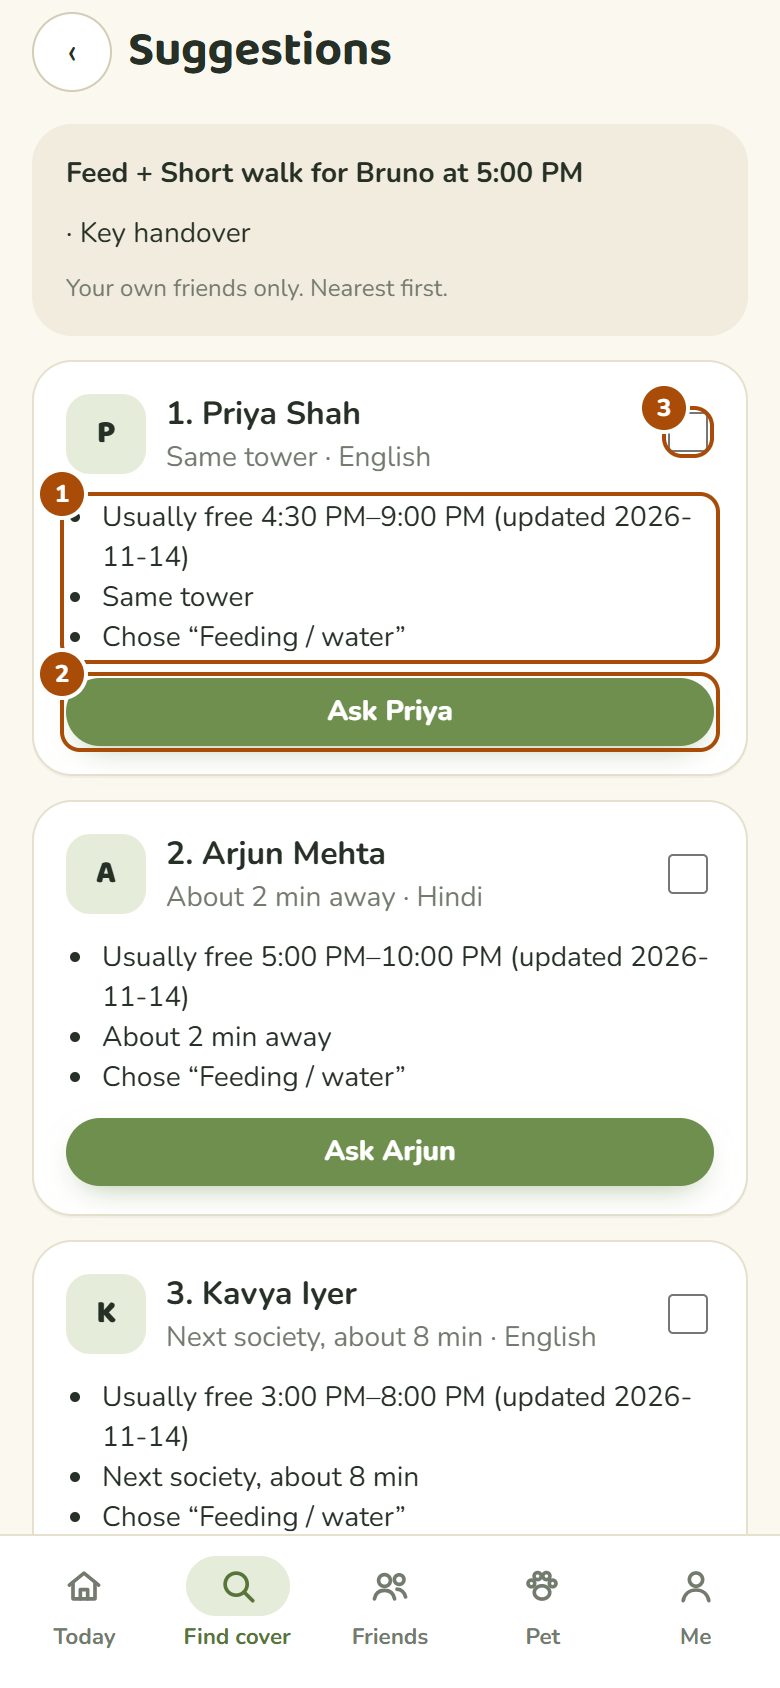 ‹ Suggestions
Feed + Short walk for Bruno at 5:00 PM
· Key handover
Your own friends only. Nearest first.
P
1. Priya Shah
Same tower · English
3
1
• Usually free 4:30 PM–9:00 PM (updated 2026-
11-14)
• Same tower
• Chose “Feeding / water”
2
Ask Priya
A
2. Arjun Mehta
About 2 min away · Hindi
• Usually free 5:00 PM–10:00 PM (updated 2026-
11-14)
• About 2 min away
• Chose “Feeding / water”
Ask Arjun
K
3. Kavya Iyer
Next society, about 8 min · English
• Usually free 3:00 PM–8:00 PM (updated 2026-
11-14)
• Next society, about 8 min
• Chose “Feeding / water”
Today Find cover Friends Pet Me